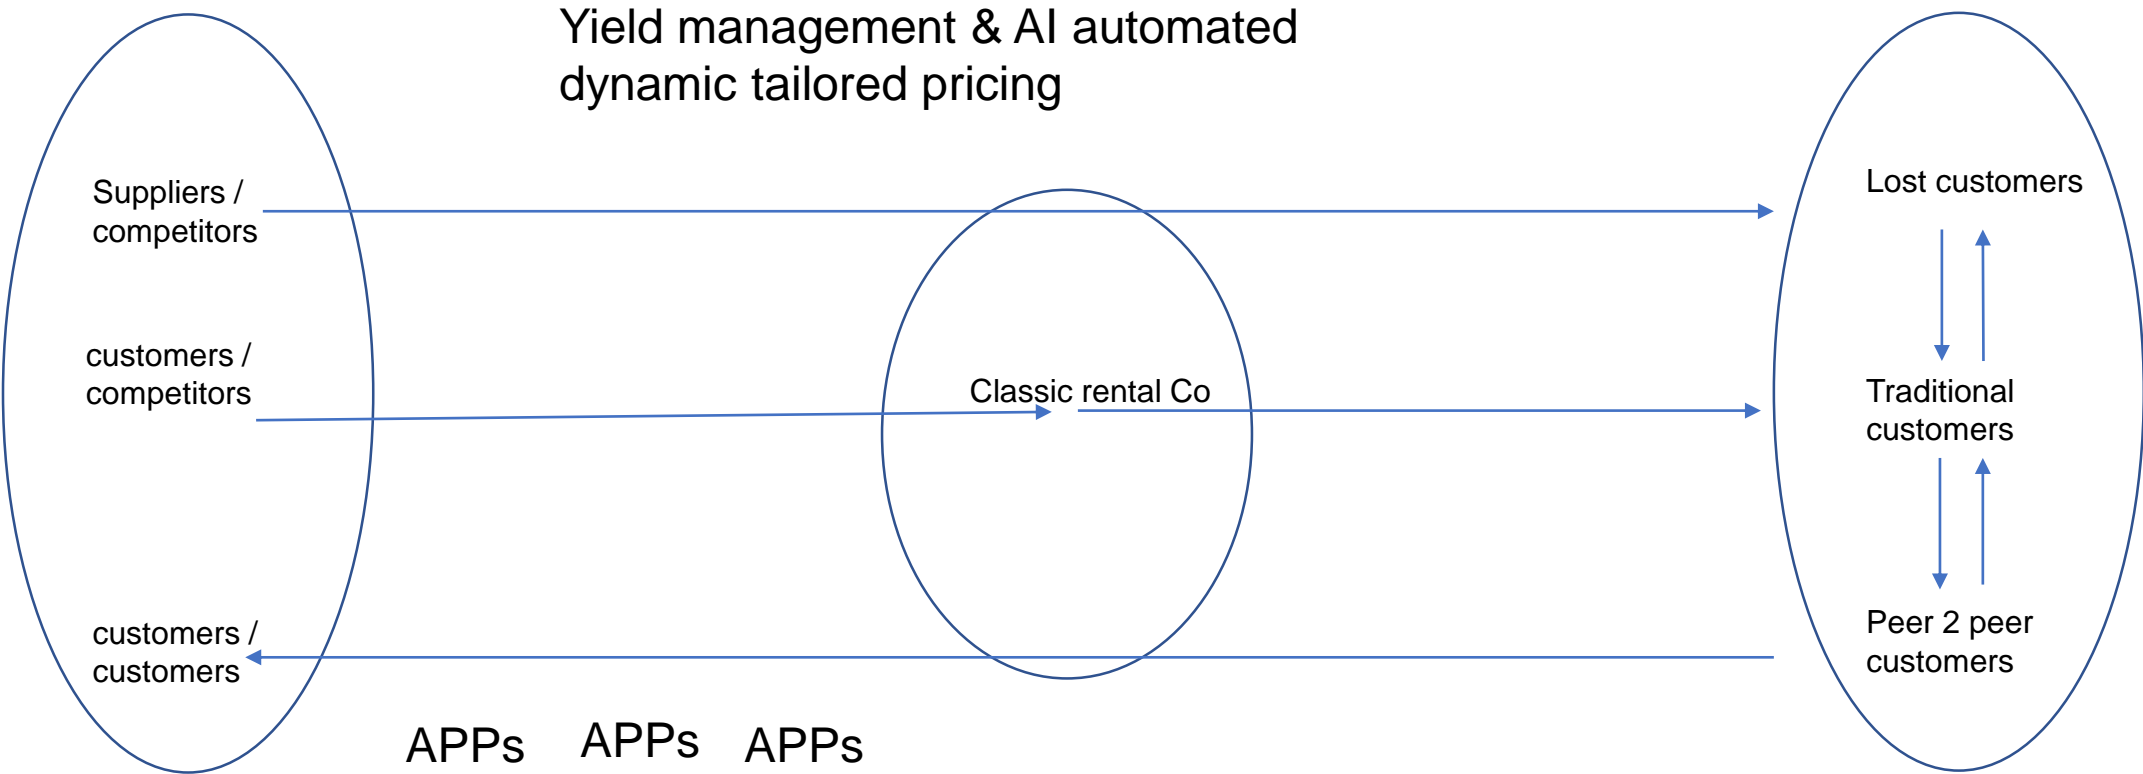 Yield management & AI automated
dynamic tailored pricing
Suppliers /
competitors
Lost customers
customers /
competitors
Classic rental Co
Traditional
customers
customers /
customers
Peer 2 peer
customers
APPs
APPs
APPs